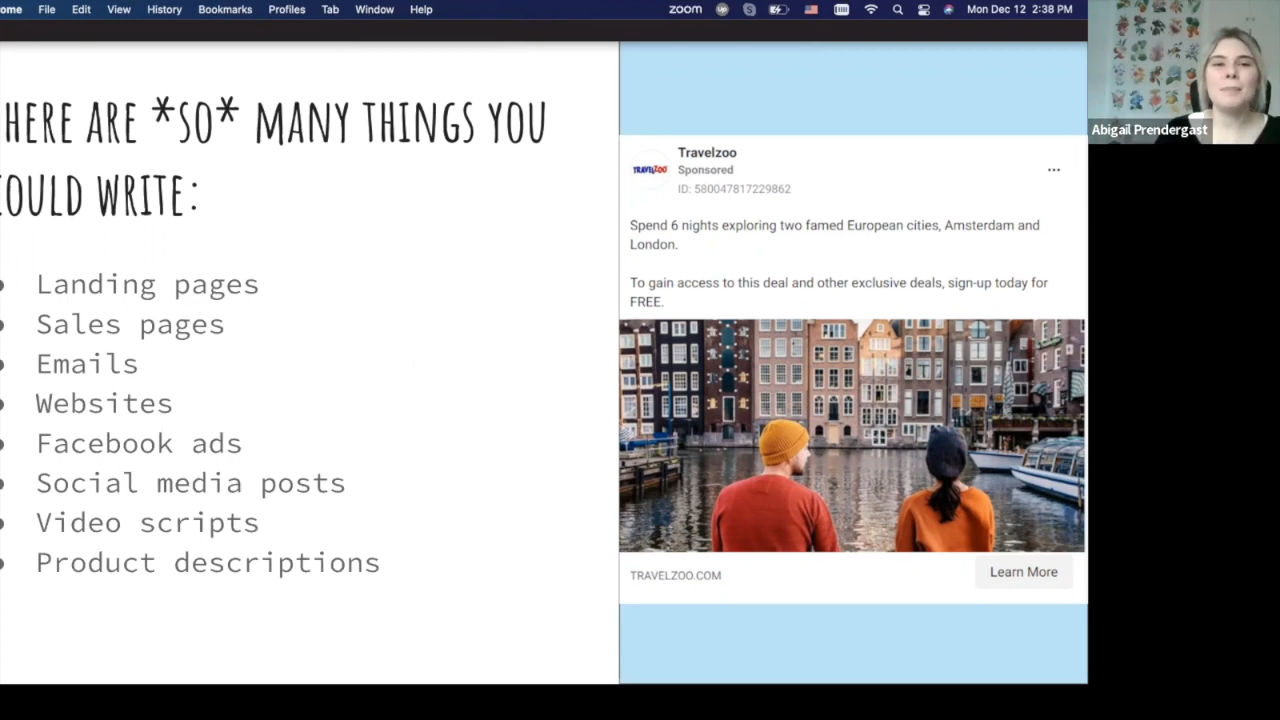 ome File Edit View History Bookmarks Profiles Tab Window Help zoom Up Mon Dec 12 2:38 PM
HERE ARE *SO* MANY THINGS YOU
COULD WRITE:
Landing pages
Sales pages
Emails
Websites
Facebook ads
Social media posts
Video scripts
Product descriptions
Travelzoo
TRAVELZOO
Sponsored
ID: 580047817229862
Spend 6 nights exploring two famed European cities, Amsterdam and
London.
To gain access to this deal and other exclusive deals, sign-up today for
FREE.
TRAVELZOO.COM
Learn More
Abigail Prendergast